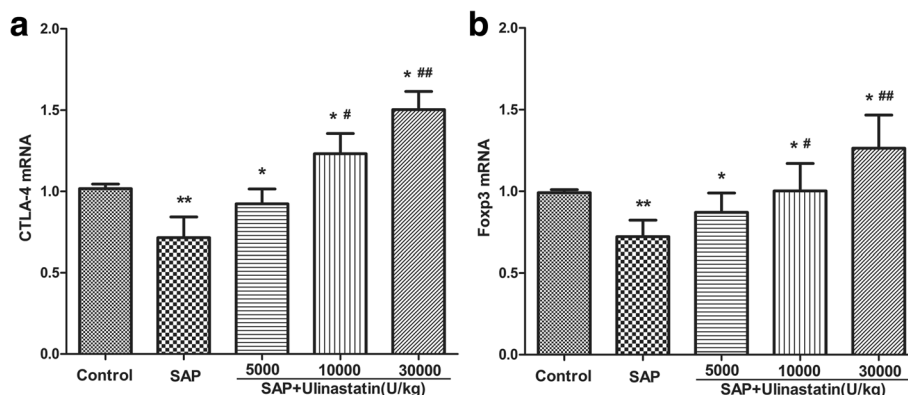 a
CTLA-4 mRNA
2.0
1.5
1.0
0.5
0.0
**
*
* #
* ##
Control
SAP
5000
10000
30000
SAP+Ulinastatin(U/kg)
b
Foxp3 mRNA
2.0
1.5
1.0
0.5
0.0
**
*
* #
* ##
Control
SAP
5000
10000
30000
SAP+Ulinastatin(U/kg)